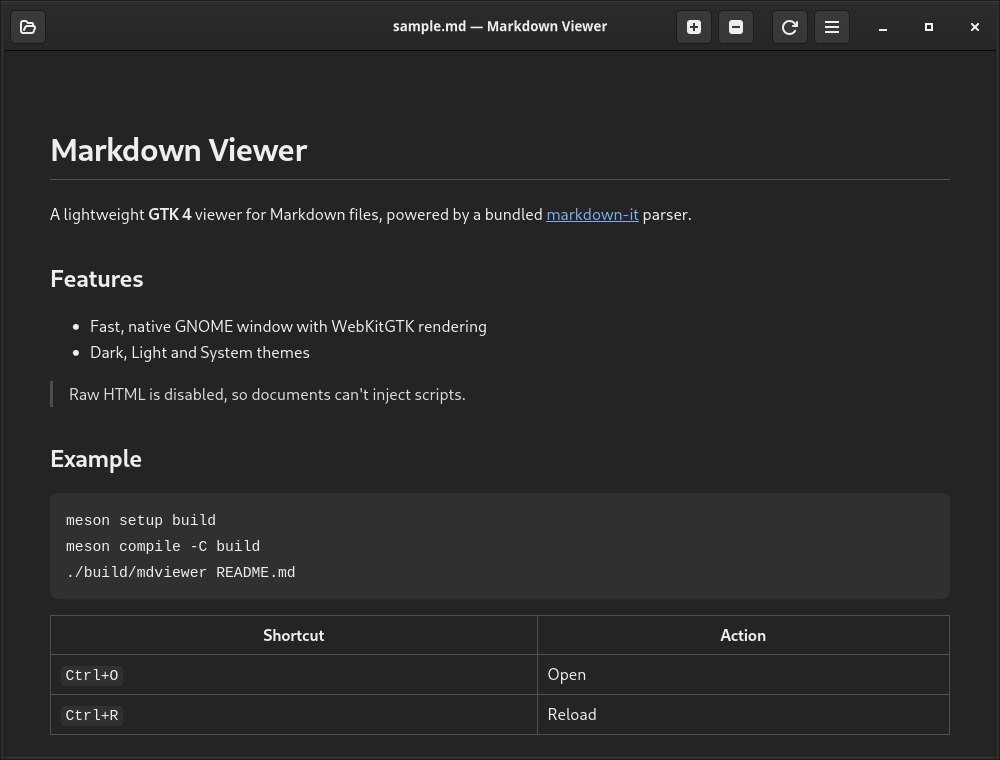 sample.md — Markdown Viewer
Markdown Viewer
A lightweight GTK 4 viewer for Markdown files, powered by a bundled markdown-it parser.
Features
• Fast, native GNOME window with WebKitGTK rendering
• Dark, Light and System themes
Raw HTML is disabled, so documents can't inject scripts.
Example
meson setup build
meson compile -C build
./build/mdviewer README.md
Shortcut Action
Ctrl+O Open
Ctrl+R Reload